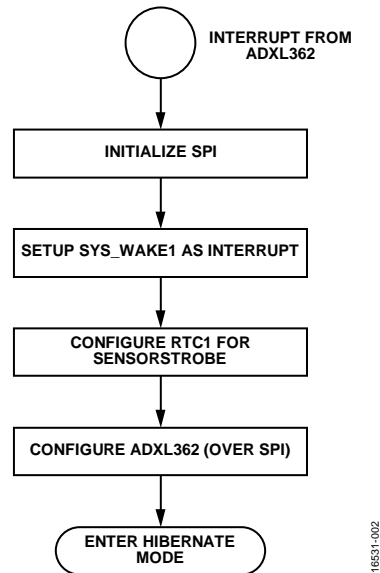 INTERRUPT FROM
ADXL362
INITIALIZE SPI
SETUP SYS_WAKE1 AS INTERRUPT
CONFIGURE RTC1 FOR
SENSORSTROBE
CONFIGURE ADXL362 (OVER SPI)
ENTER HIBERNATE
MODE
16531-002